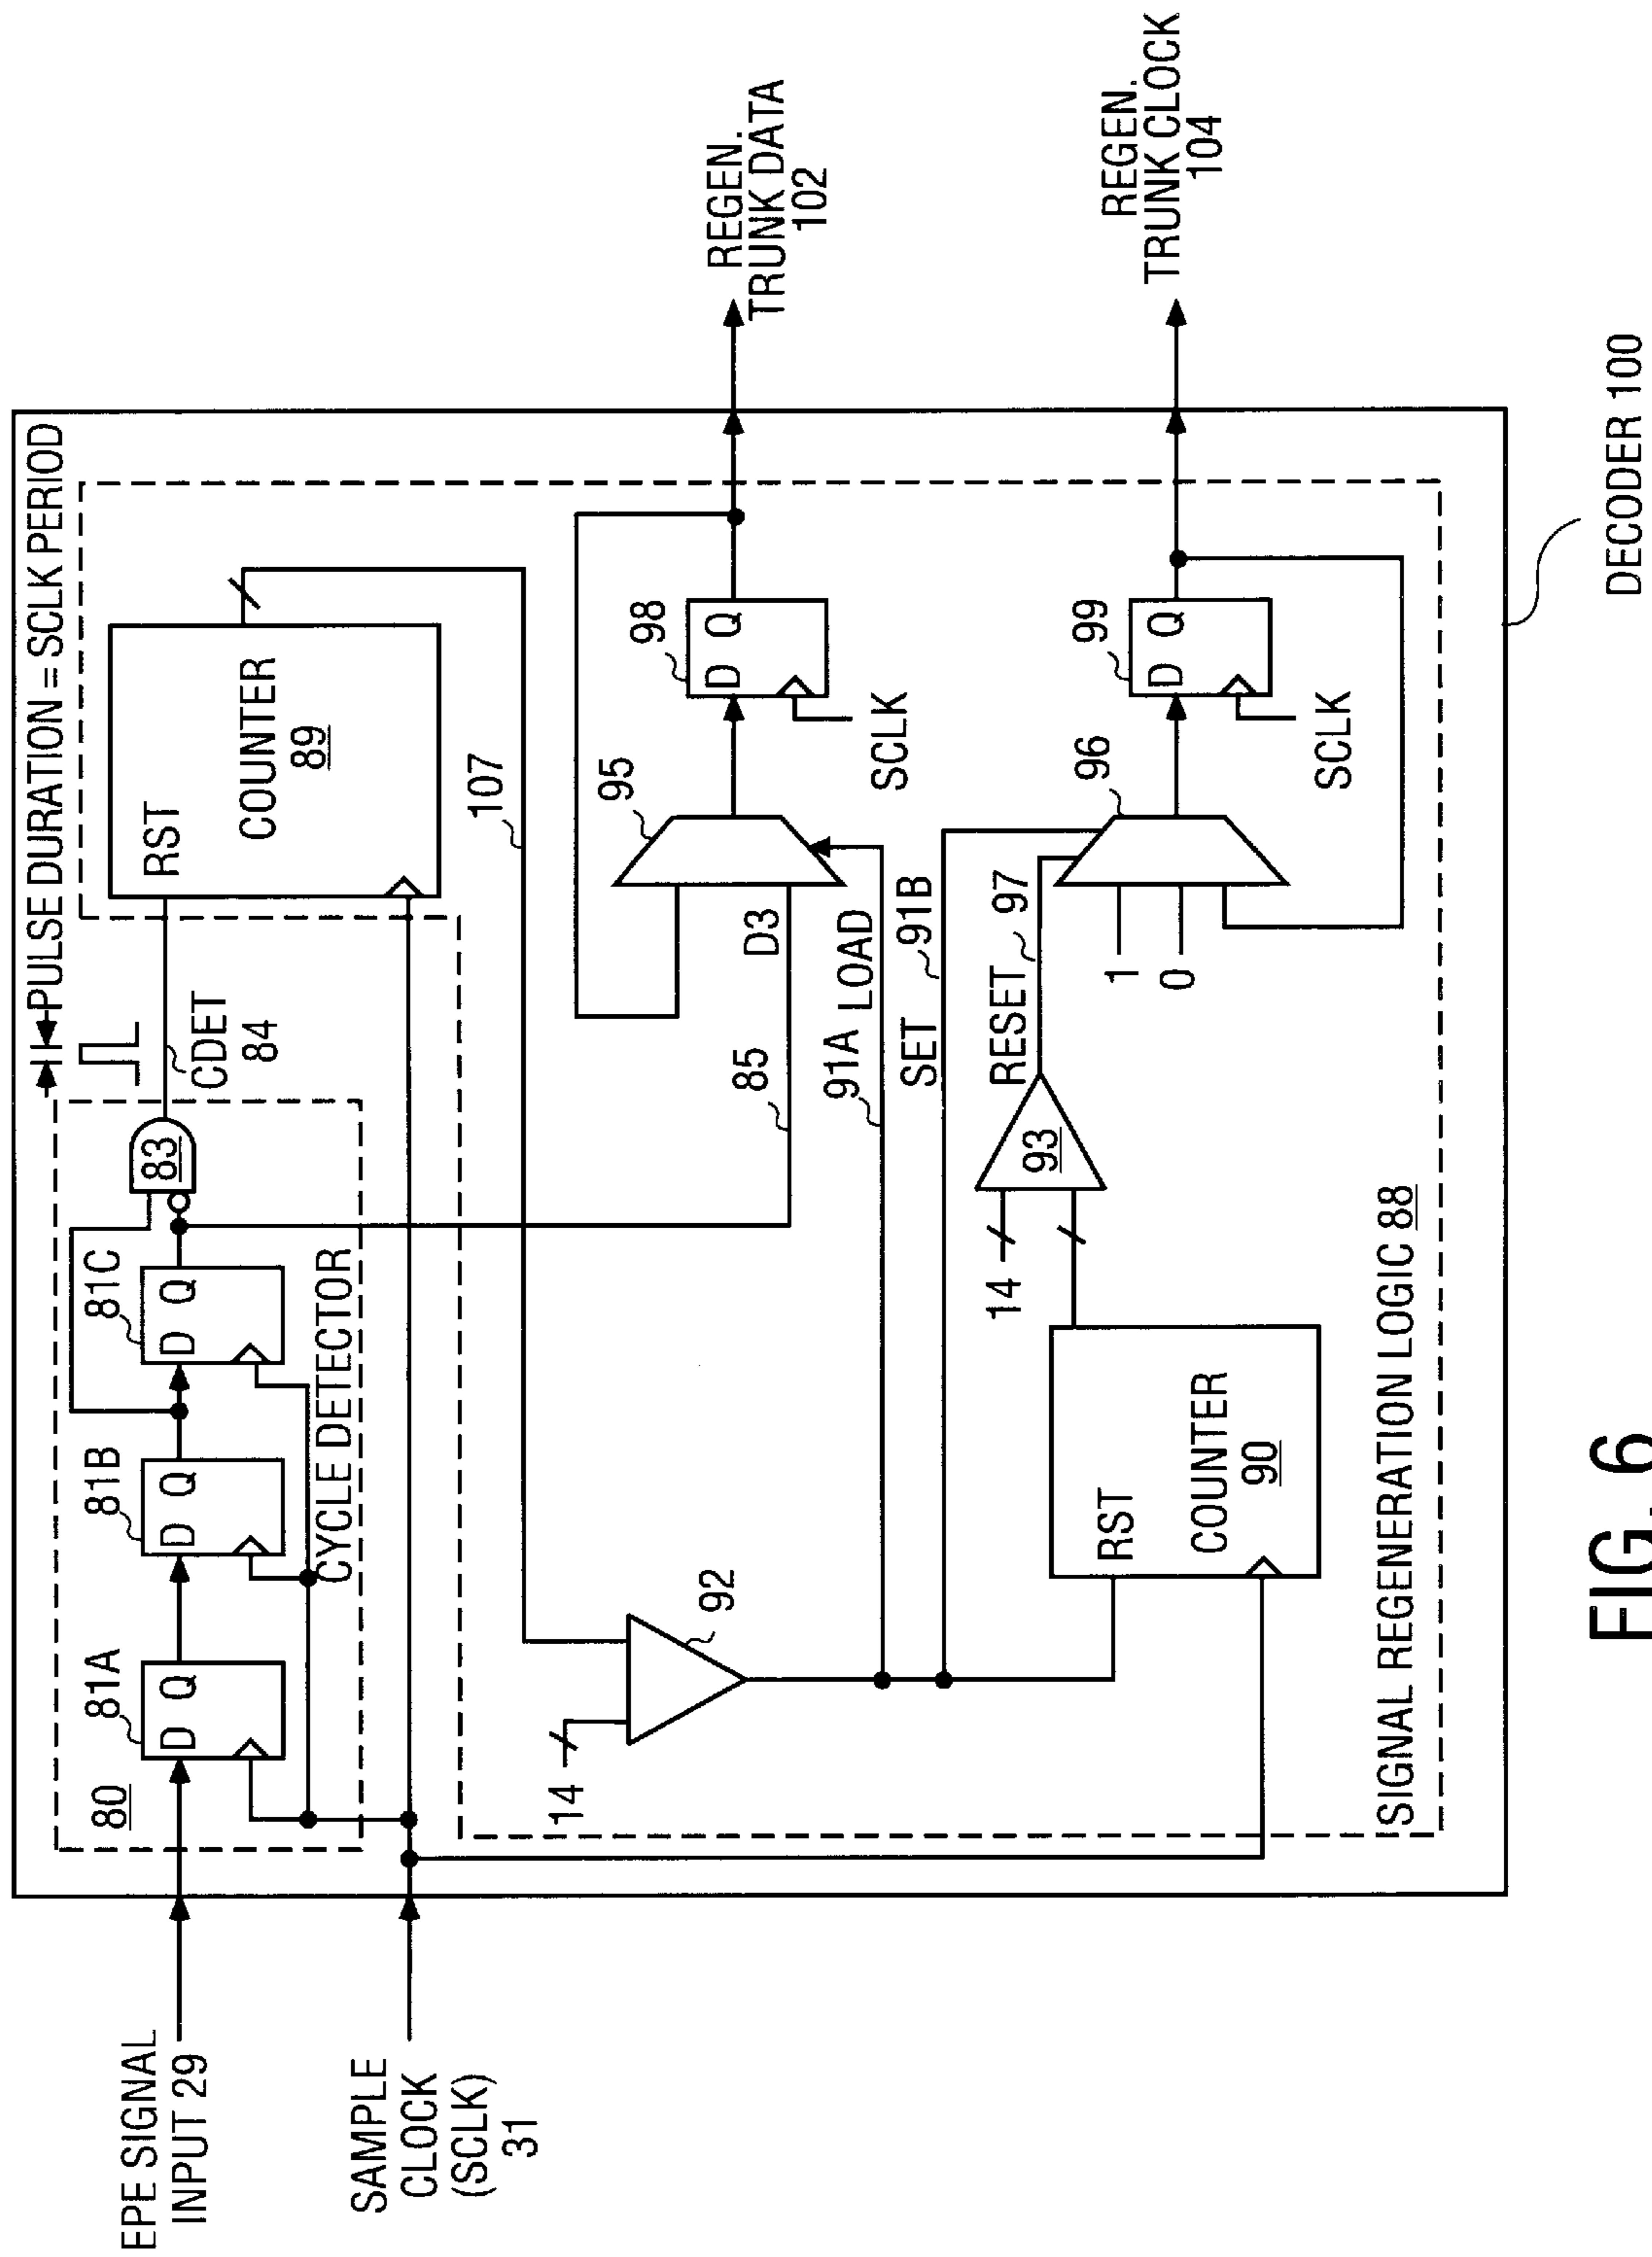 PULSE DURATION = SCLK PERIOD
80
81A
D Q
81B
D Q
81C
D Q
83
CYCLE DETECTOR
CDET
84
RST
COUNTER
89
EPE SIGNAL
INPUT 29
SAMPLE
CLOCK
(SCLK)
31
107
85
D3
95
98
D Q
SCLK
REGEN.
TRUNK DATA
102
14
92
91A LOAD
SET 91B
RESET 97
1
0
96
99
D Q
SCLK
REGEN.
TRUNK CLOCK
104
14
93
RST
COUNTER
90
SIGNAL REGENERATION LOGIC 88
DECODER 100
FIG. 6